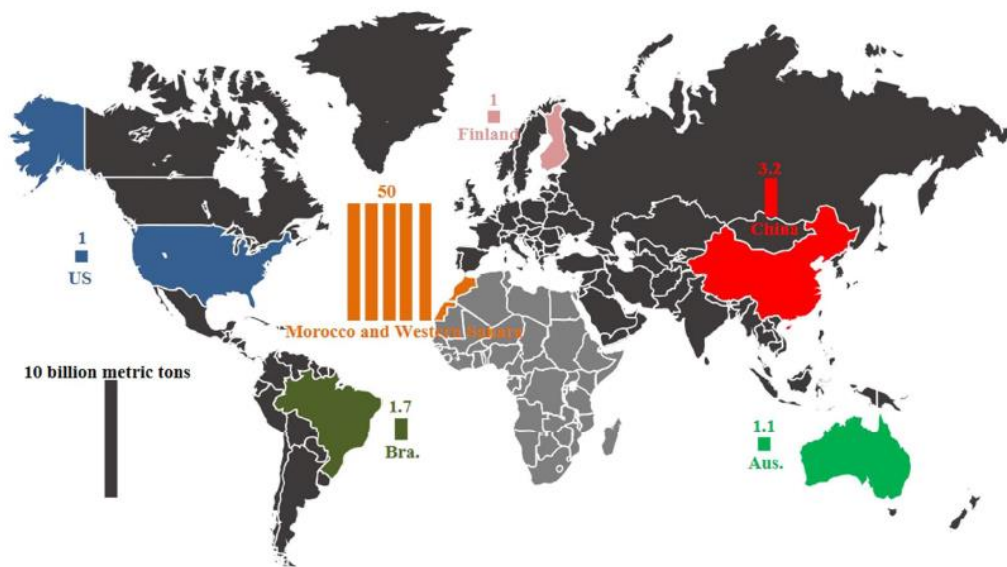 1
Finland
3.2
China
50
1
US
Morocco and Western Sahara
10 billion metric tons
1.7
Bra.
1.1
Aus.